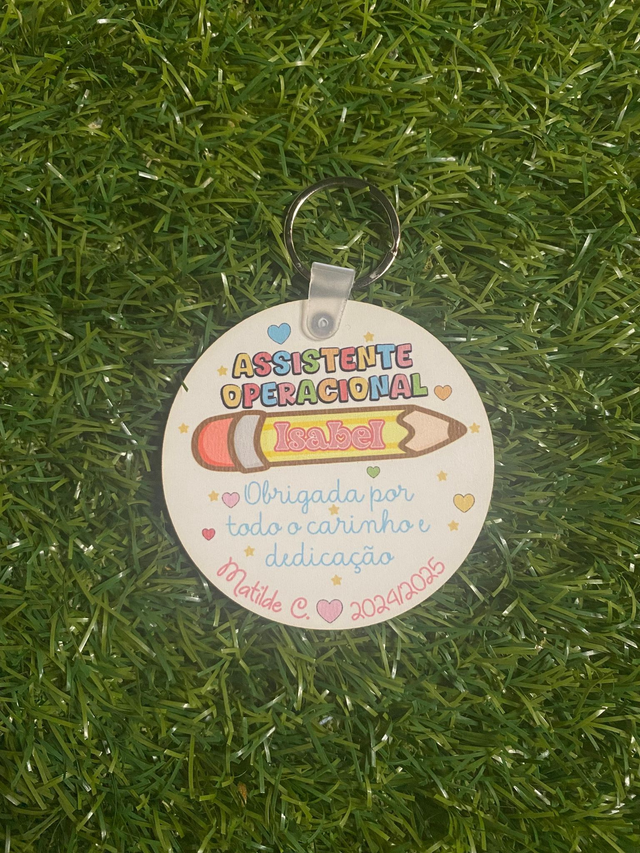 ASSISTENTE
OPERACIONAL
Isabel
Obrigada por
todo o carinho e
dedicação
Matilde C. 2024/2025